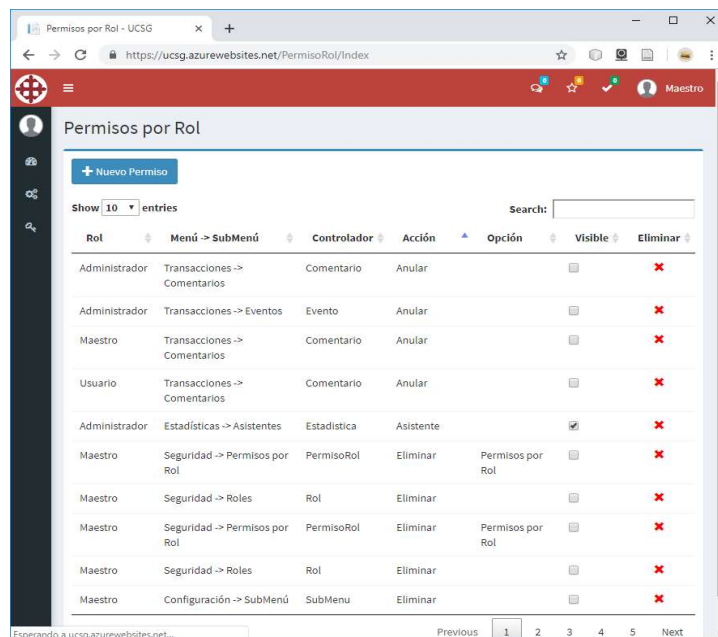 Permisos por Rol - UCSG
https://ucsg.azurewebsites.net/PermisoRol/Index
Maestro
Permisos por Rol
Nuevo Permiso
Show 10 entries
Search:
Rol Menú -> SubMenú Controlador Acción Opción Visible Eliminar
Administrador Transacciones -> Comentarios Comentario Anular
Administrador Transacciones -> Eventos Evento Anular
Maestro Transacciones -> Comentarios Comentario Anular
Usuario Transacciones -> Comentarios Comentario Anular
Administrador Estadísticas -> Asistentes Estadistica Asistente
Maestro Seguridad -> Permisos por Rol PermisoRol Eliminar Permisos por Rol
Maestro Seguridad -> Roles Rol Eliminar
Maestro Seguridad -> Permisos por Rol PermisoRol Eliminar Permisos por Rol
Maestro Seguridad -> Roles Rol Eliminar
Maestro Configuración -> SubMenú SubMenu Eliminar
Esperando a ucsg.azurewebsites.net...
Previous 1 2 3 4 5 Next